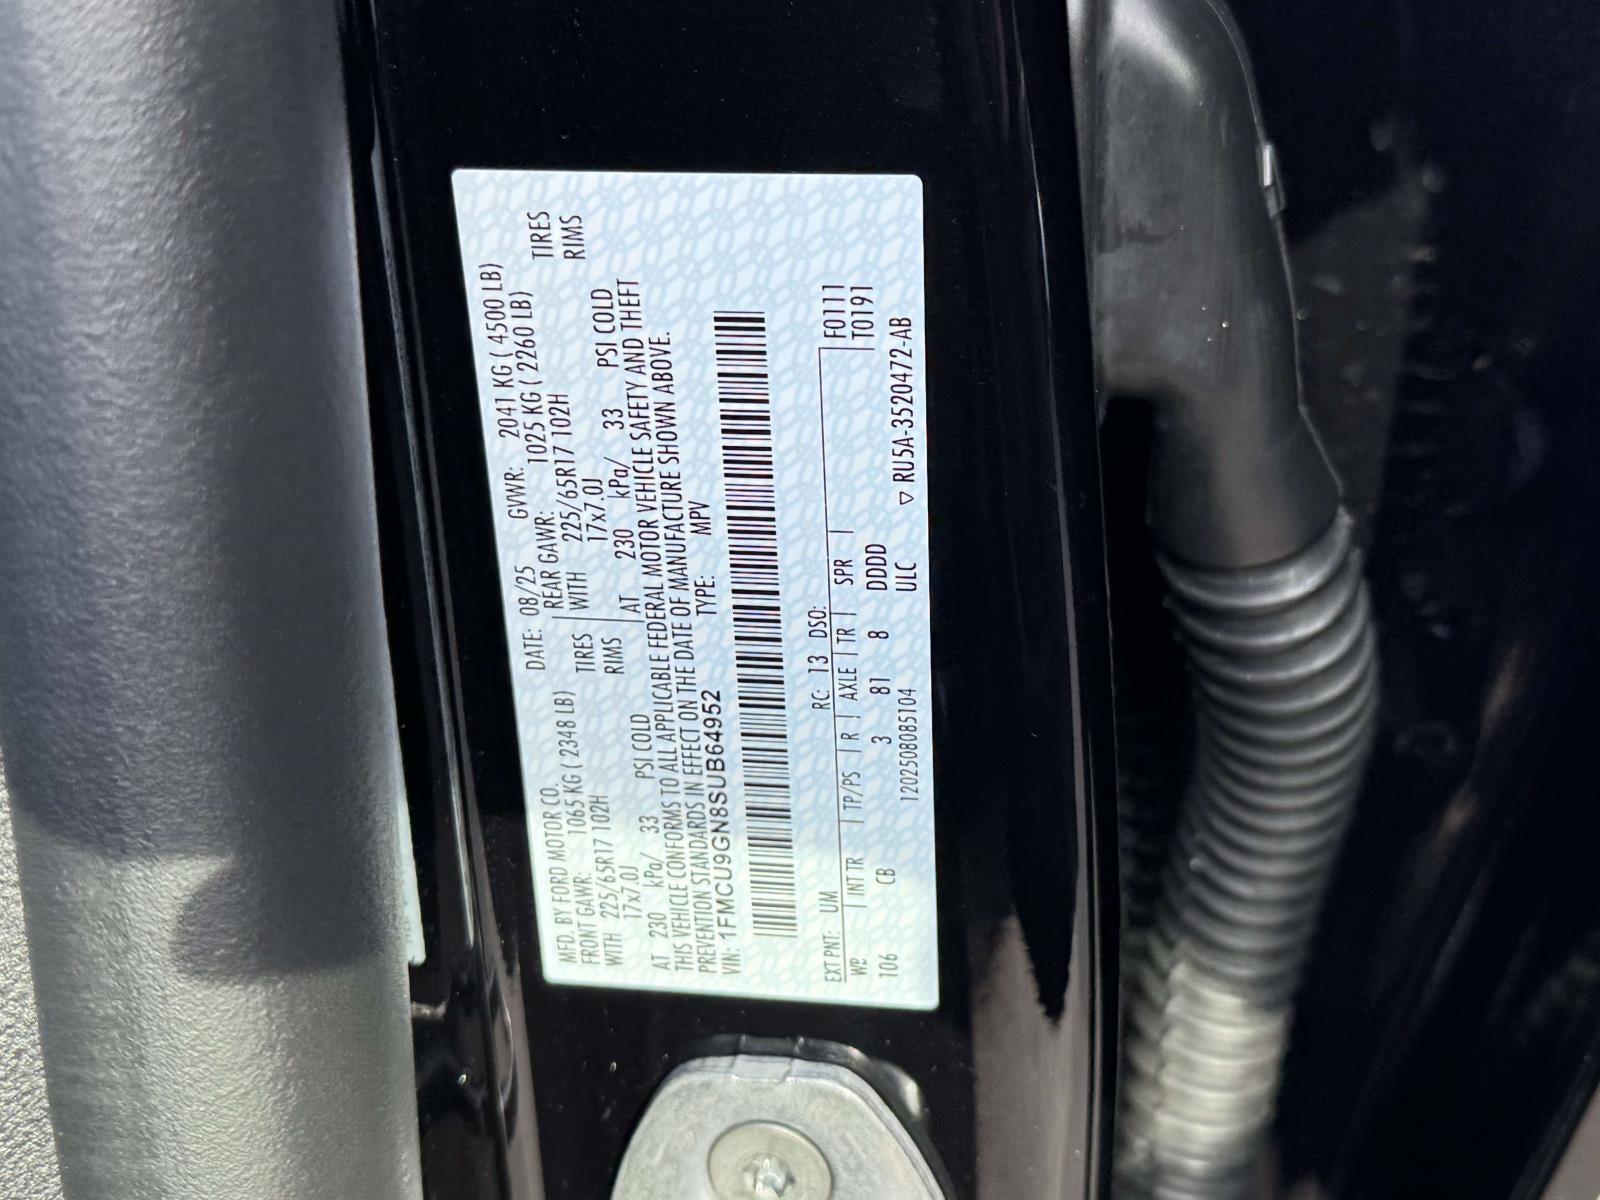 MFD. BY FORD MOTOR CO.
DATE: 08/25 GVWR: 2041 KG ( 4500 LB)
FRONT GAWR: 1065 KG ( 2348 LB)
REAR GAWR: 1025 KG ( 2260 LB)
WITH 225/65R17 102H TIRES
WITH 225/65R17 102H TIRES
17x7.0J RIMS
17x7.0J RIMS
AT 230 kPa/ 33 PSI COLD
AT 230 kPa/ 33 PSI COLD
THIS VEHICLE CONFORMS TO ALL APPLICABLE FEDERAL MOTOR VEHICLE SAFETY AND THEFT
PREVENTION STANDARDS IN EFFECT ON THE DATE OF MANUFACTURE SHOWN ABOVE.
VIN: 1FMCU9GN8SUB64952 TYPE: MPV
EXT PNT: UM RC: 13 DSO: F0111
WB | INT TR | TP/PS | R | AXLE | TR | SPR | T0191
106 CB 3 81 8 DDDD
120250808085104 ULC ▽ RU5A-3520472-AB